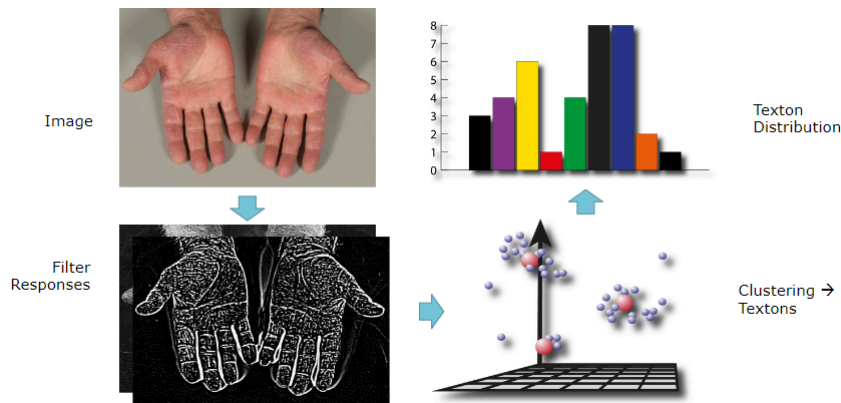 Image
8
7
6
5
4
3
2
1
0
Texton
Distribution
Filter
Responses
Clustering →
Textons